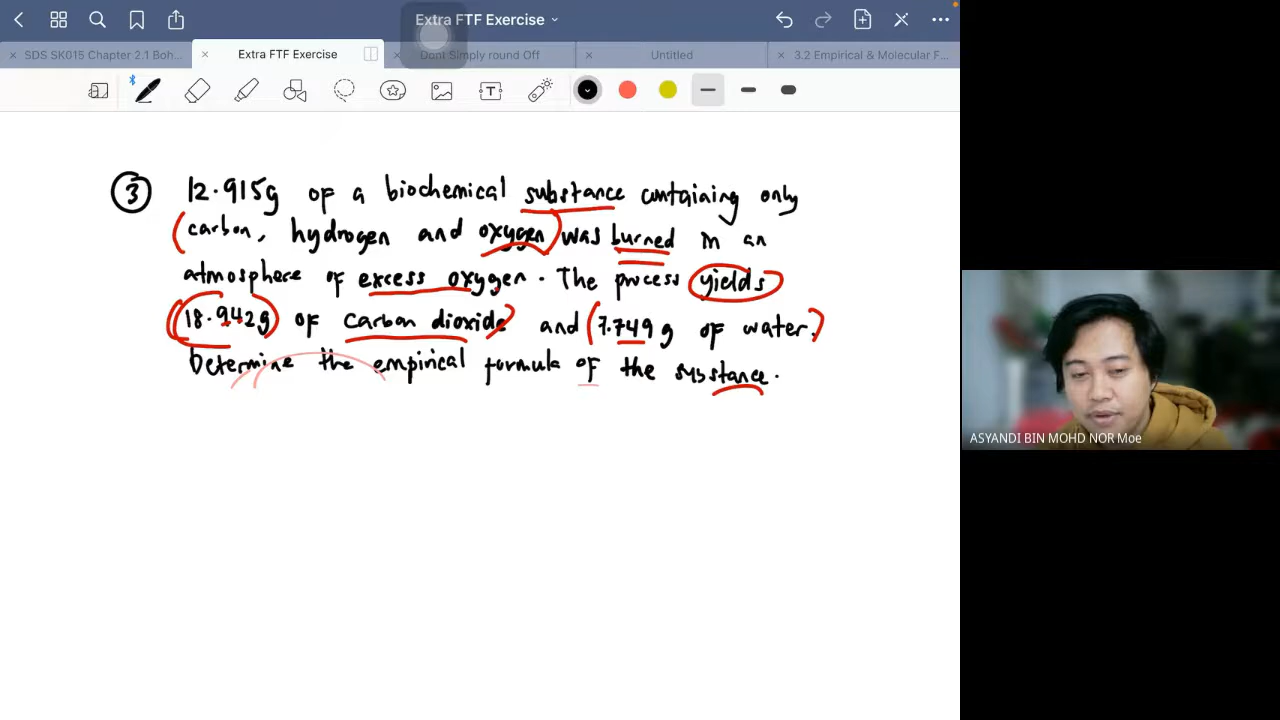 Extra FTF Exercise
SDS SK015 Chapter 2.1 Boh...
Extra FTF Exercise
Dont Simply round Off
Untitled
3.2 Empirical & Molecular F...
3 12.915g of a biochemical substance containing only
carbon, hydrogen and oxygen was burned in an
atmosphere of excess oxygen. The process yields
18.942g of carbon dioxide and 7.749 g of water.
Determine the empirical formula of the substance.
ASYANDI BIN MOHD NOR Moe